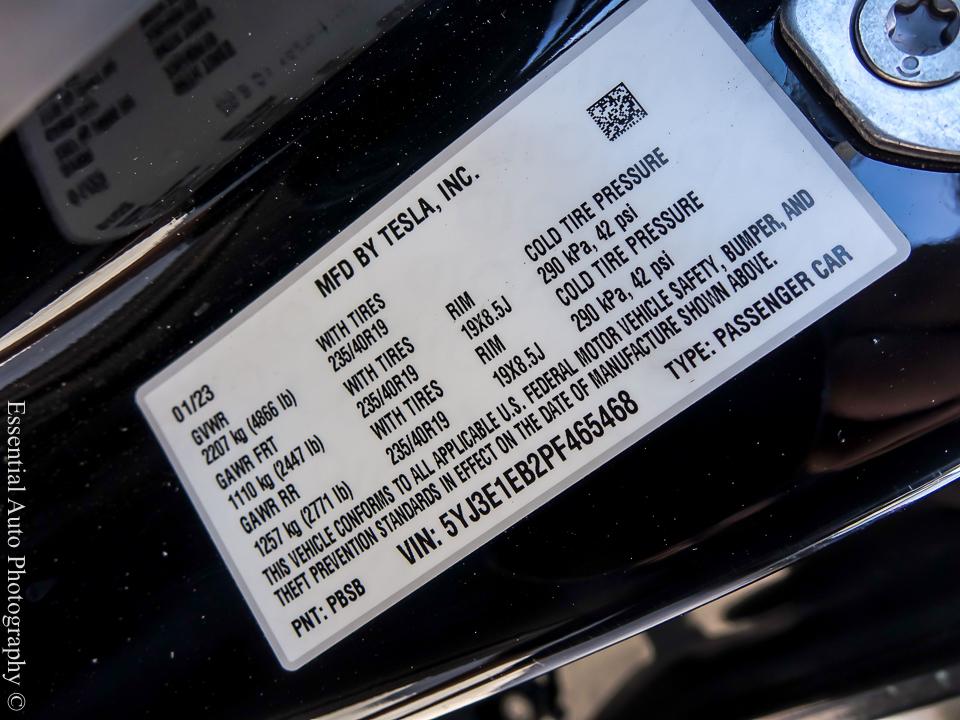 MFD BY TESLA, INC.
01/23
GVWR WITH TIRES RIM COLD TIRE PRESSURE
2207 kg (4866 lb) 235/40R19 19X8.5J 290 kPa, 42 psi
GAWR FRT WITH TIRES RIM COLD TIRE PRESSURE
1110 kg (2447 lb) 235/40R19 19X8.5J 290 kPa, 42 psi
GAWR RR WITH TIRES
1257 kg (2771 lb) 235/40R19
THIS VEHICLE CONFORMS TO ALL APPLICABLE U.S. FEDERAL MOTOR VEHICLE SAFETY, BUMPER, AND
THEFT PREVENTION STANDARDS IN EFFECT ON THE DATE OF MANUFACTURE SHOWN ABOVE.
VIN: 5YJ3E1EB2PF465468
PNT: PBSB TYPE: PASSENGER CAR
Essential Auto Photography ©